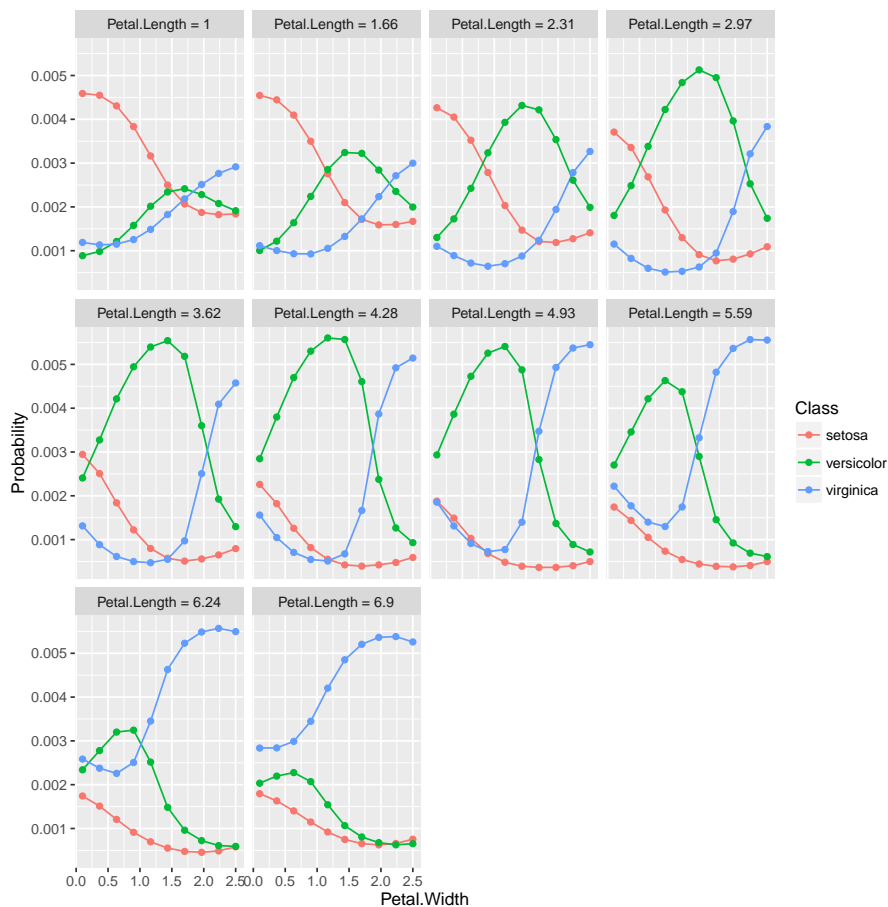 Petal.Length = 1
Petal.Length = 1.66
Petal.Length = 2.31
Petal.Length = 2.97
0.005
0.004
0.003
0.002
0.001
Petal.Length = 3.62
Petal.Length = 4.28
Petal.Length = 4.93
Petal.Length = 5.59
0.005
0.004
0.003
0.002
0.001
Probability
Class
setosa
versicolor
virginica
Petal.Length = 6.24
Petal.Length = 6.9
0.005
0.004
0.003
0.002
0.001
0.0 0.5 1.0 1.5 2.0 2.5
0.0 0.5 1.0 1.5 2.0 2.5
Petal.Width